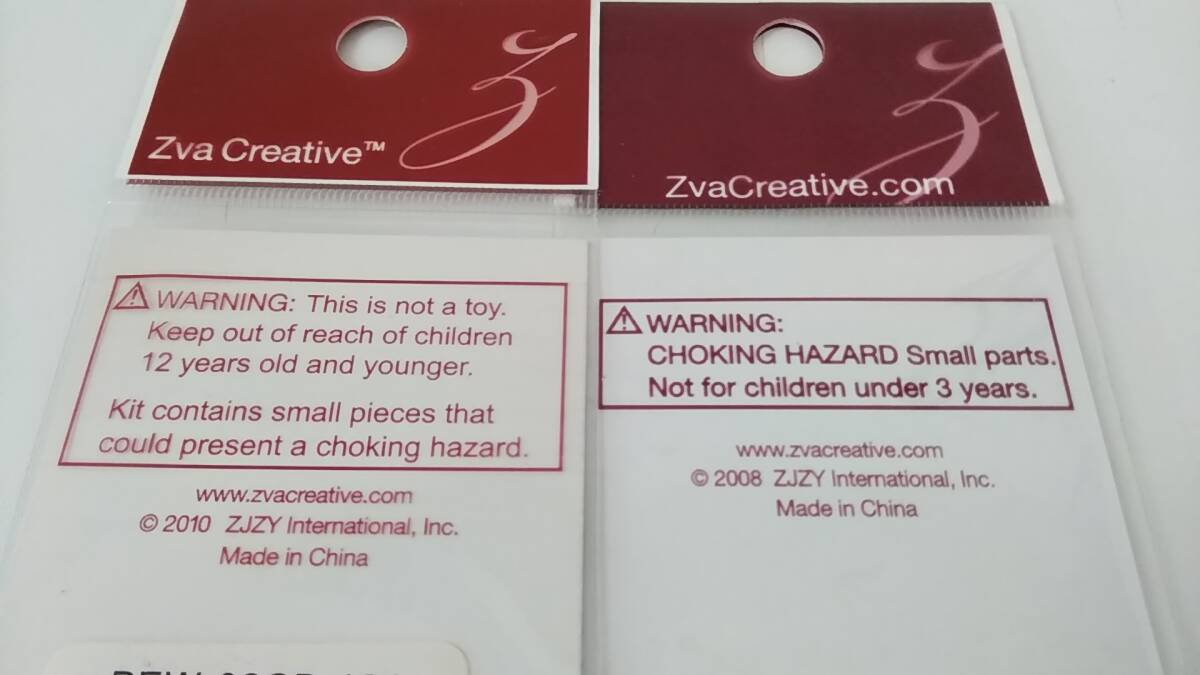 Zva Creative™
WARNING: This is not a toy.
Keep out of reach of children
12 years old and younger.
Kit contains small pieces that
could present a choking hazard.
www.zvacreative.com
© 2010 ZJZY International, Inc.
Made in China
ZvaCreative.com
WARNING:
CHOKING HAZARD Small parts.
Not for children under 3 years.
www.zvacreative.com
© 2008 ZJZY International, Inc.
Made in China